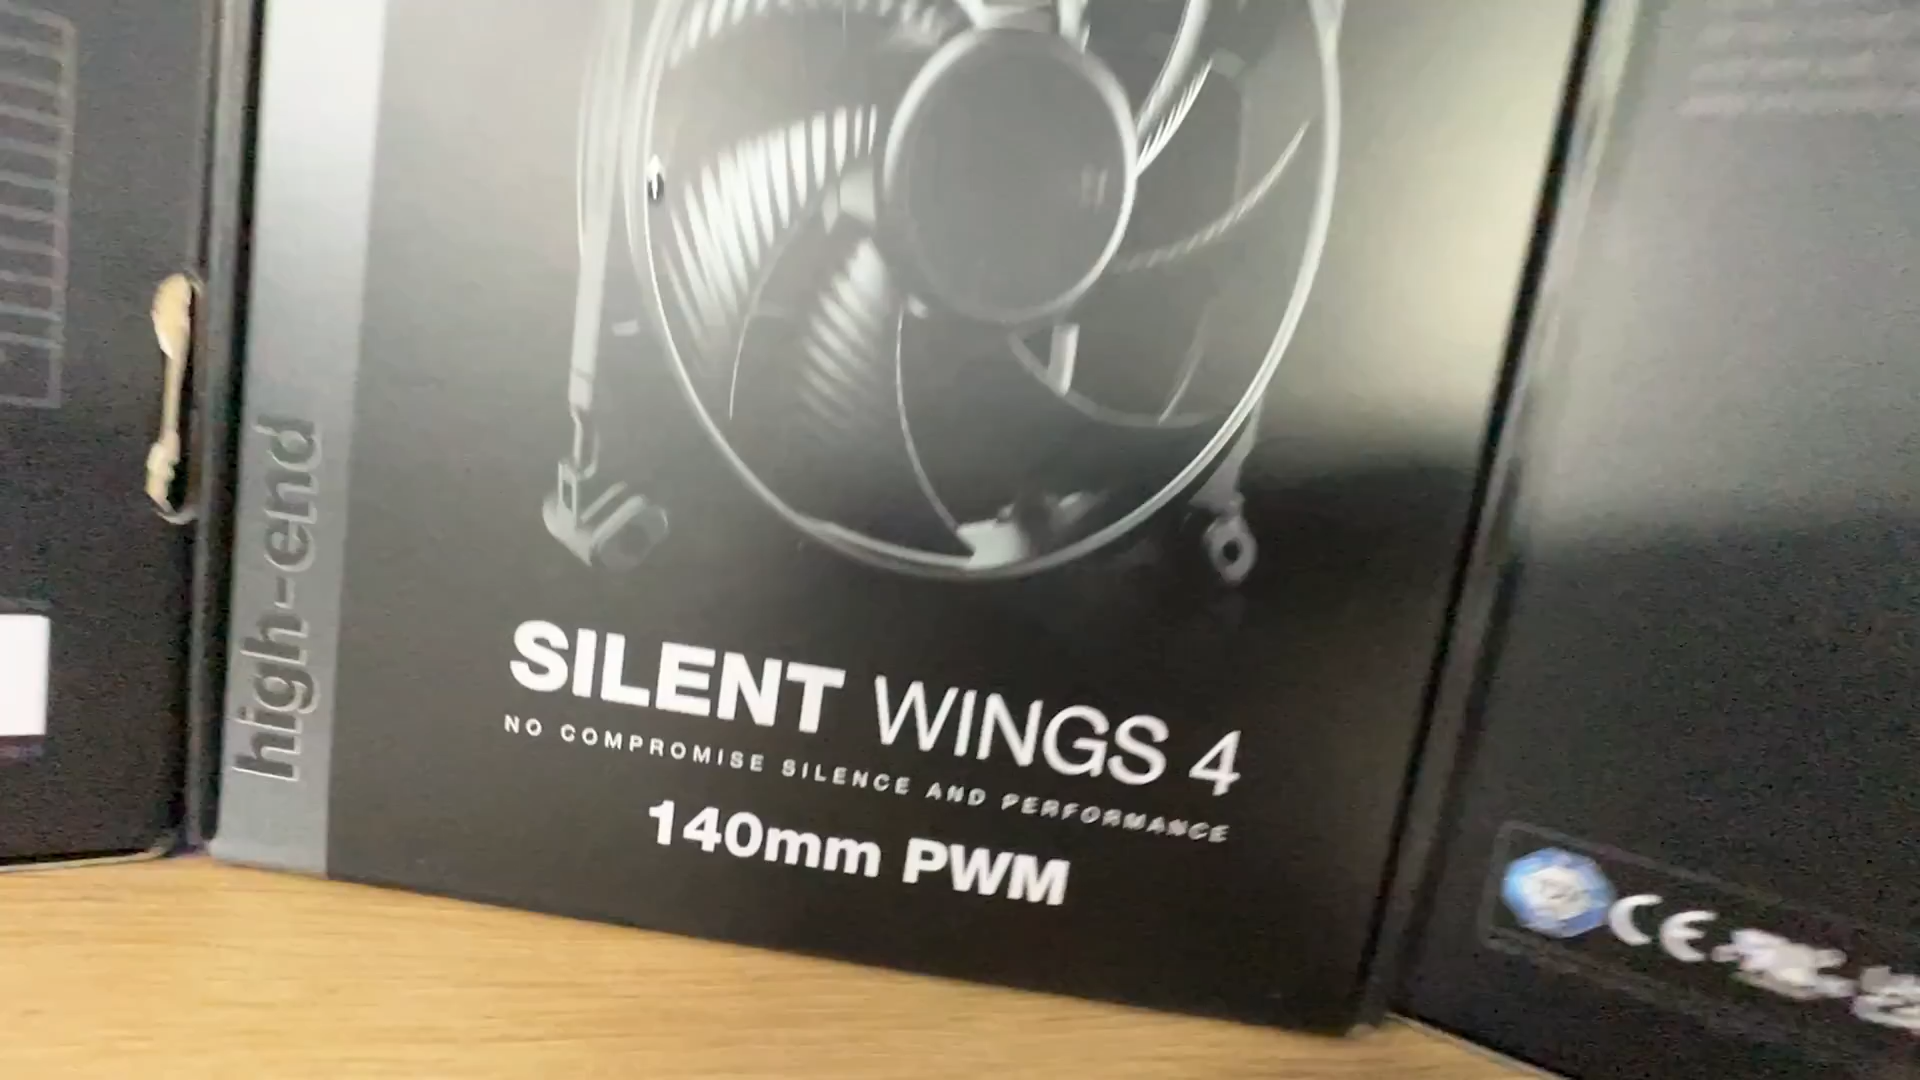 high-end
SILENT WINGS 4
NO COMPROMISE SILENCE AND PERFORMANCE
140mm PWM
CE